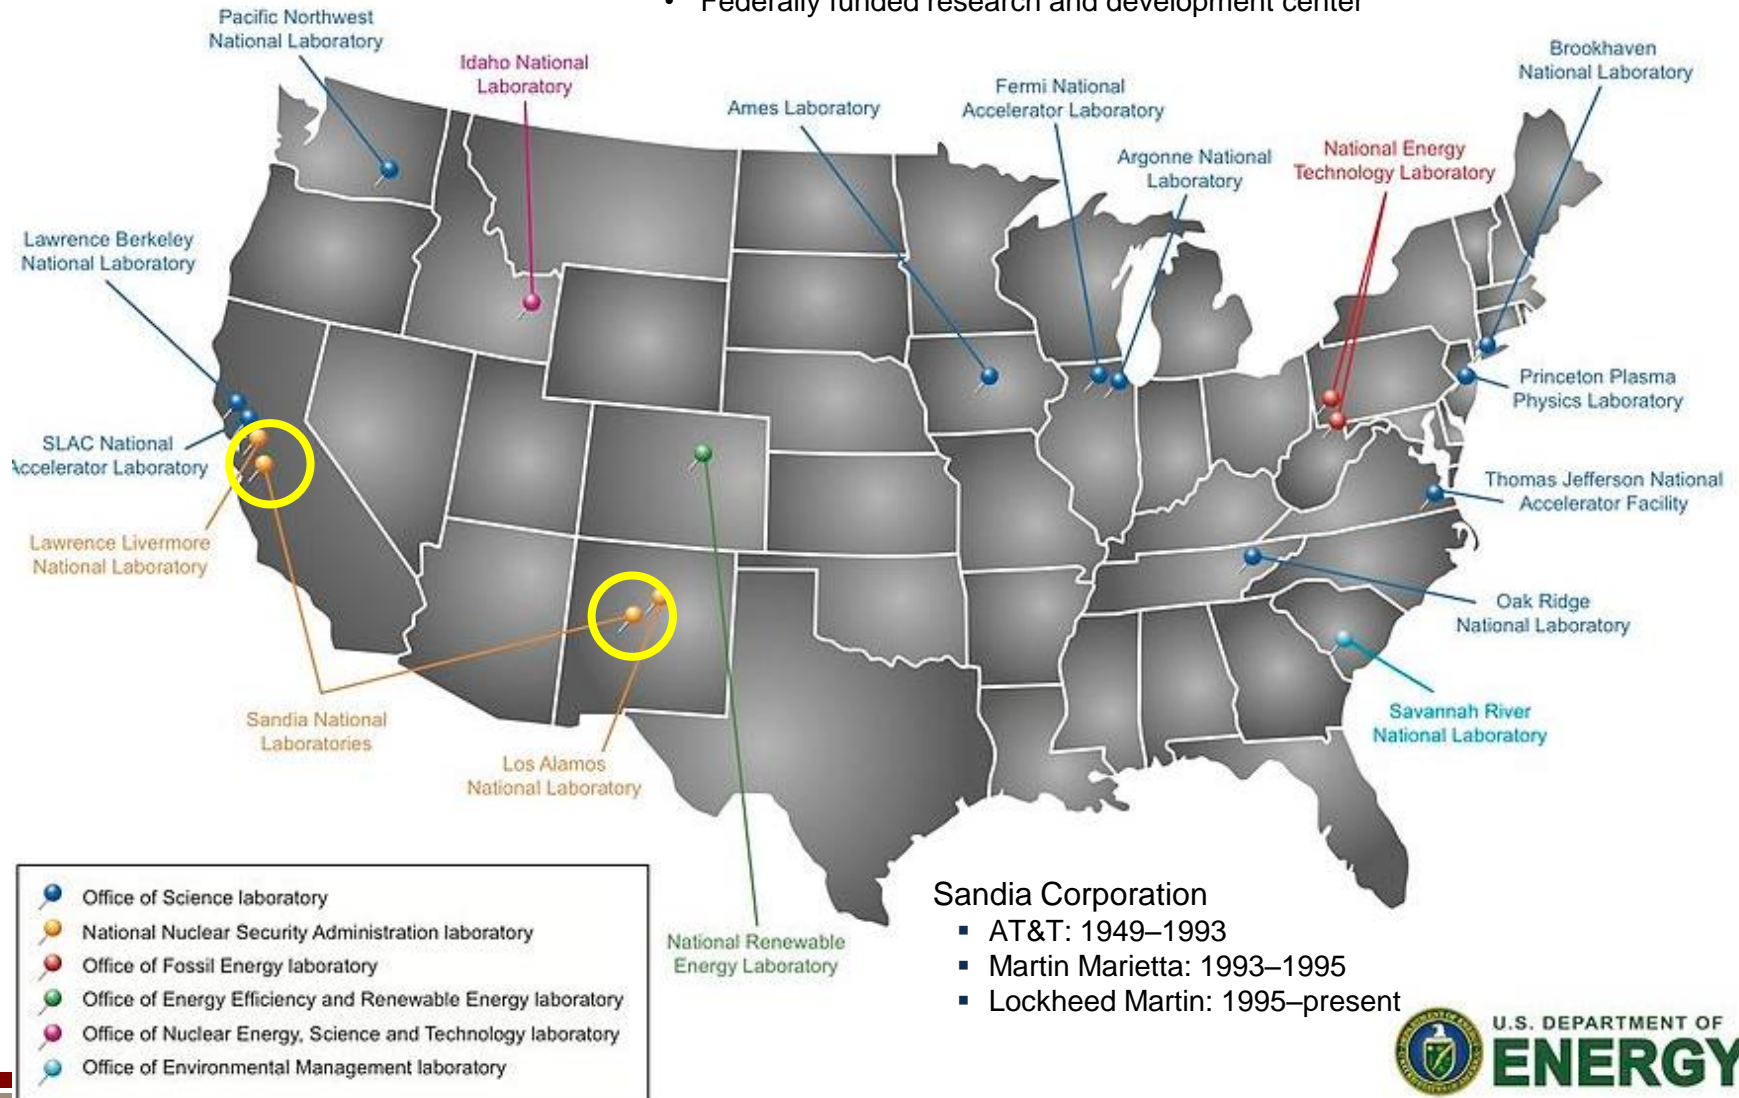 • Federally funded research and development center
Pacific Northwest
National Laboratory
Idaho National
Laboratory
Ames Laboratory
Fermi National
Accelerator Laboratory
Argonne National
Laboratory
National Energy
Technology Laboratory
Brookhaven
National Laboratory
Lawrence Berkeley
National Laboratory
SLAC National
Accelerator Laboratory
Lawrence Livermore
National Laboratory
Sandia National
Laboratories
Los Alamos
National Laboratory
Princeton Plasma
Physics Laboratory
Thomas Jefferson National
Accelerator Facility
Oak Ridge
National Laboratory
Savannah River
National Laboratory
National Renewable
Energy Laboratory
Office of Science laboratory
National Nuclear Security Administration laboratory
Office of Fossil Energy laboratory
Office of Energy Efficiency and Renewable Energy laboratory
Office of Nuclear Energy, Science and Technology laboratory
Office of Environmental Management laboratory
Sandia Corporation
▪ AT&T: 1949–1993
▪ Martin Marietta: 1993–1995
▪ Lockheed Martin: 1995–present
U.S. DEPARTMENT OF
ENERGY